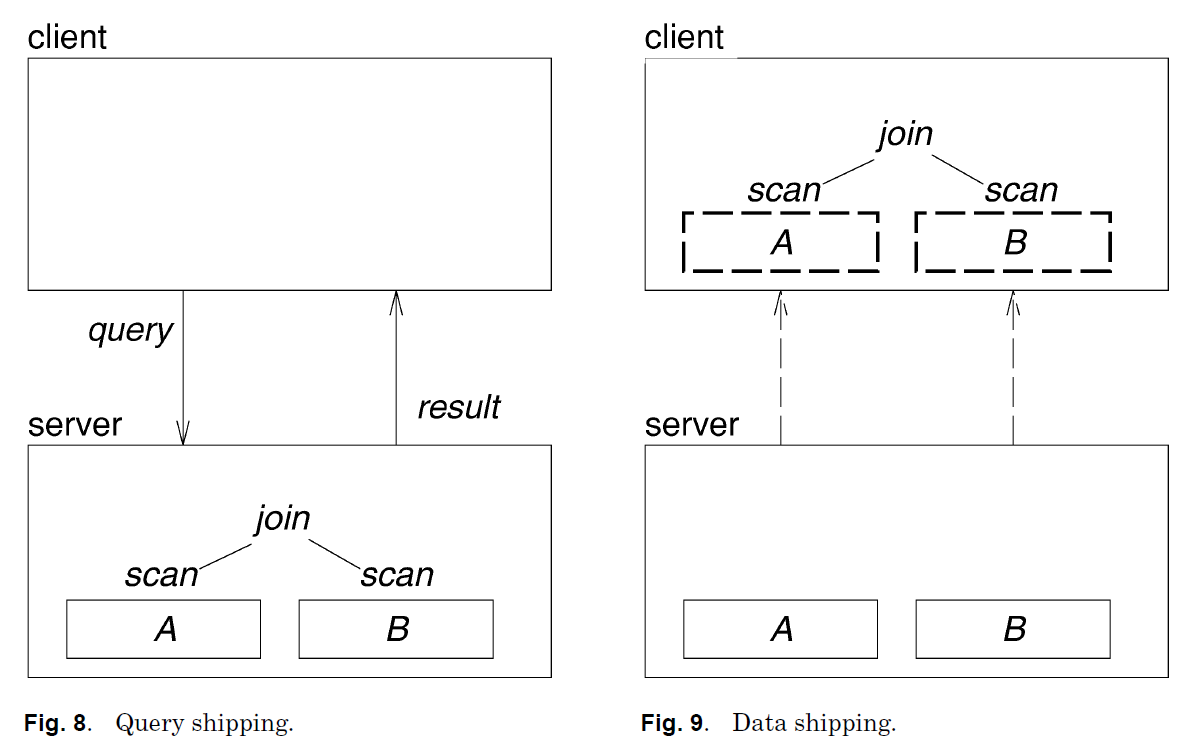 client
query
result
server
join
scan scan
A B
Fig. 8. Query shipping.
client
join
scan scan
A B
server
A B
Fig. 9. Data shipping.